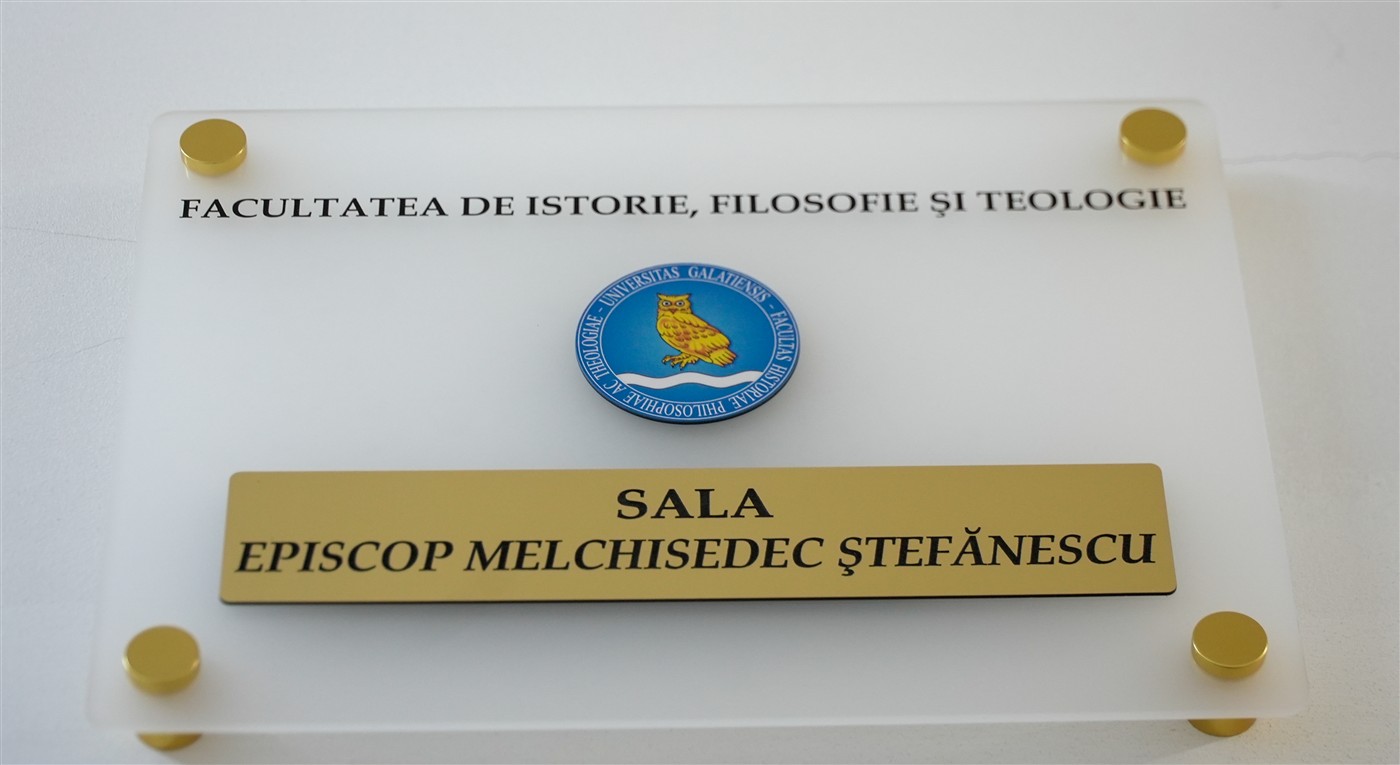 FACULTATEA DE ISTORIE, FILOSOFIE ŞI TEOLOGIE
UNIVERSITAS GALATIENSIS - FACULTAS HISTORIAE PHILOSOPHIAE AC THEOLOGIAE -
SALA
EPISCOP MELCHISEDEC ŞTEFĂNESCU